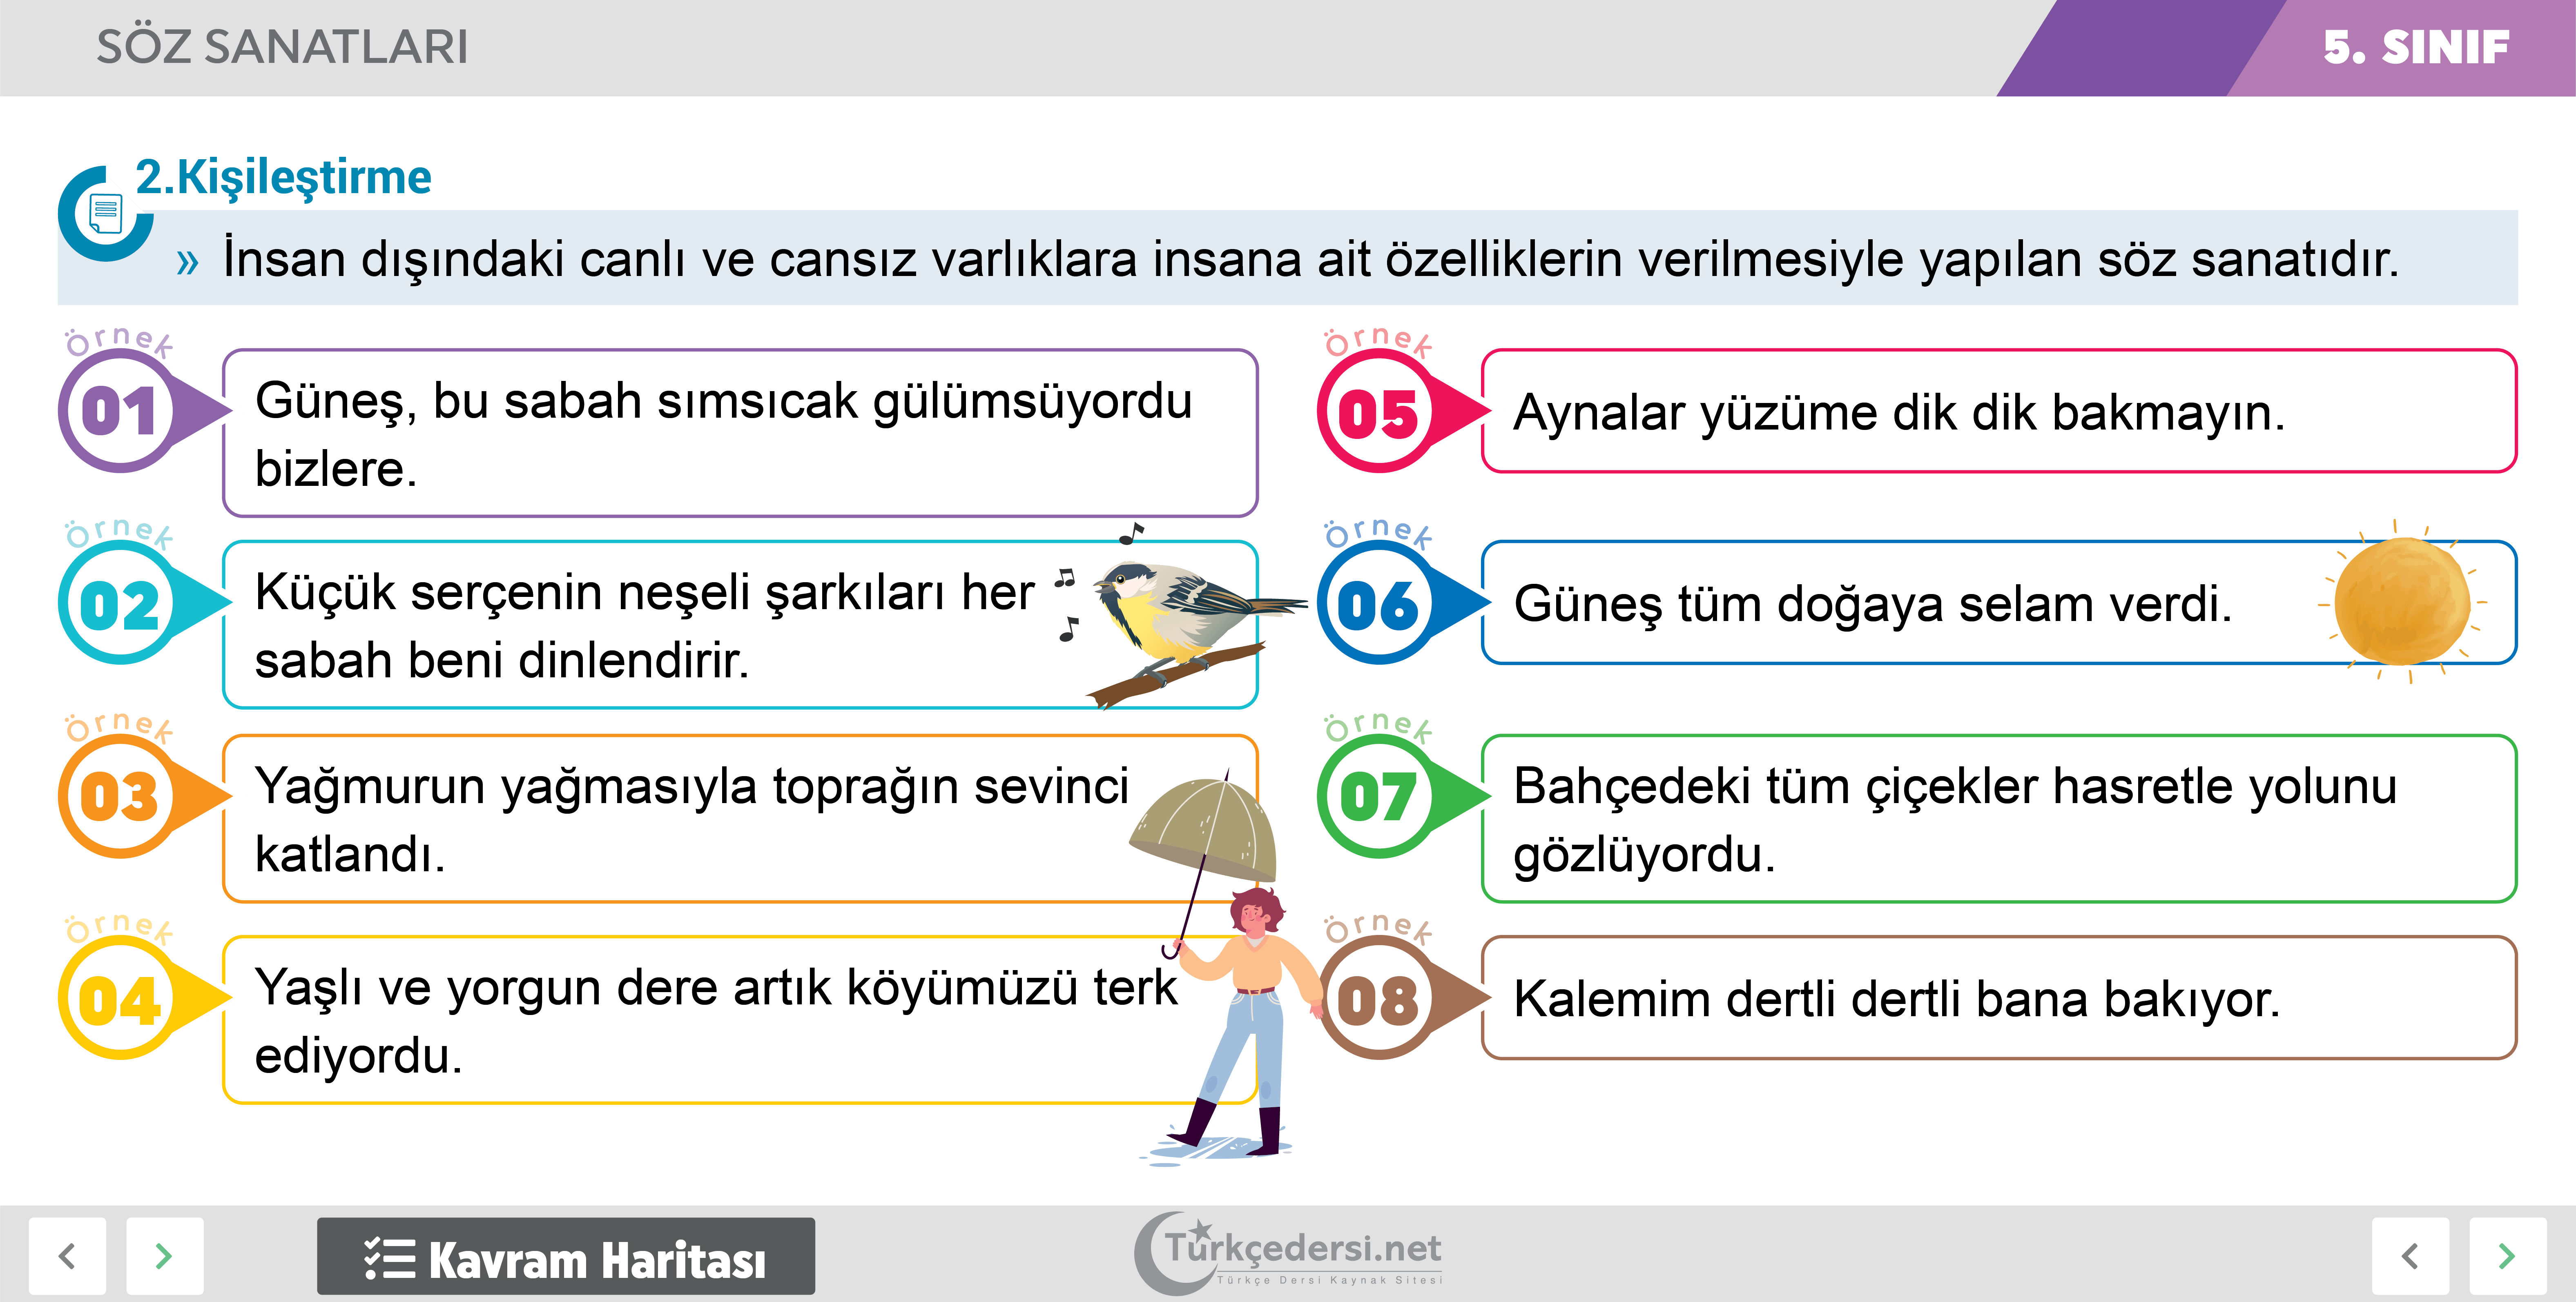 SÖZ SANATLARI
5. SINIF
2.Kişileştirme
» İnsan dışındaki canlı ve cansız varlıklara insana ait özelliklerin verilmesiyle yapılan söz sanatıdır.
Örnek
01
Güneş, bu sabah sımsıcak gülümsüyordu
bizlere.
Örnek
02
Küçük serçenin neşeli şarkıları her
sabah beni dinlendirir.
Örnek
03
Yağmurun yağmasıyla toprağın sevinci
katlandı.
Örnek
04
Yaşlı ve yorgun dere artık köyümüzü terk
ediyordu.
Örnek
05
Aynalar yüzüme dik dik bakmayın.
Örnek
06
Güneş tüm doğaya selam verdi.
Örnek
07
Bahçedeki tüm çiçekler hasretle yolunu
gözlüyordu.
Örnek
08
Kalemim dertli dertli bana bakıyor.
Kavram Haritası
Türkçedersi.net
Türkçe Dersi Kaynak Sitesi